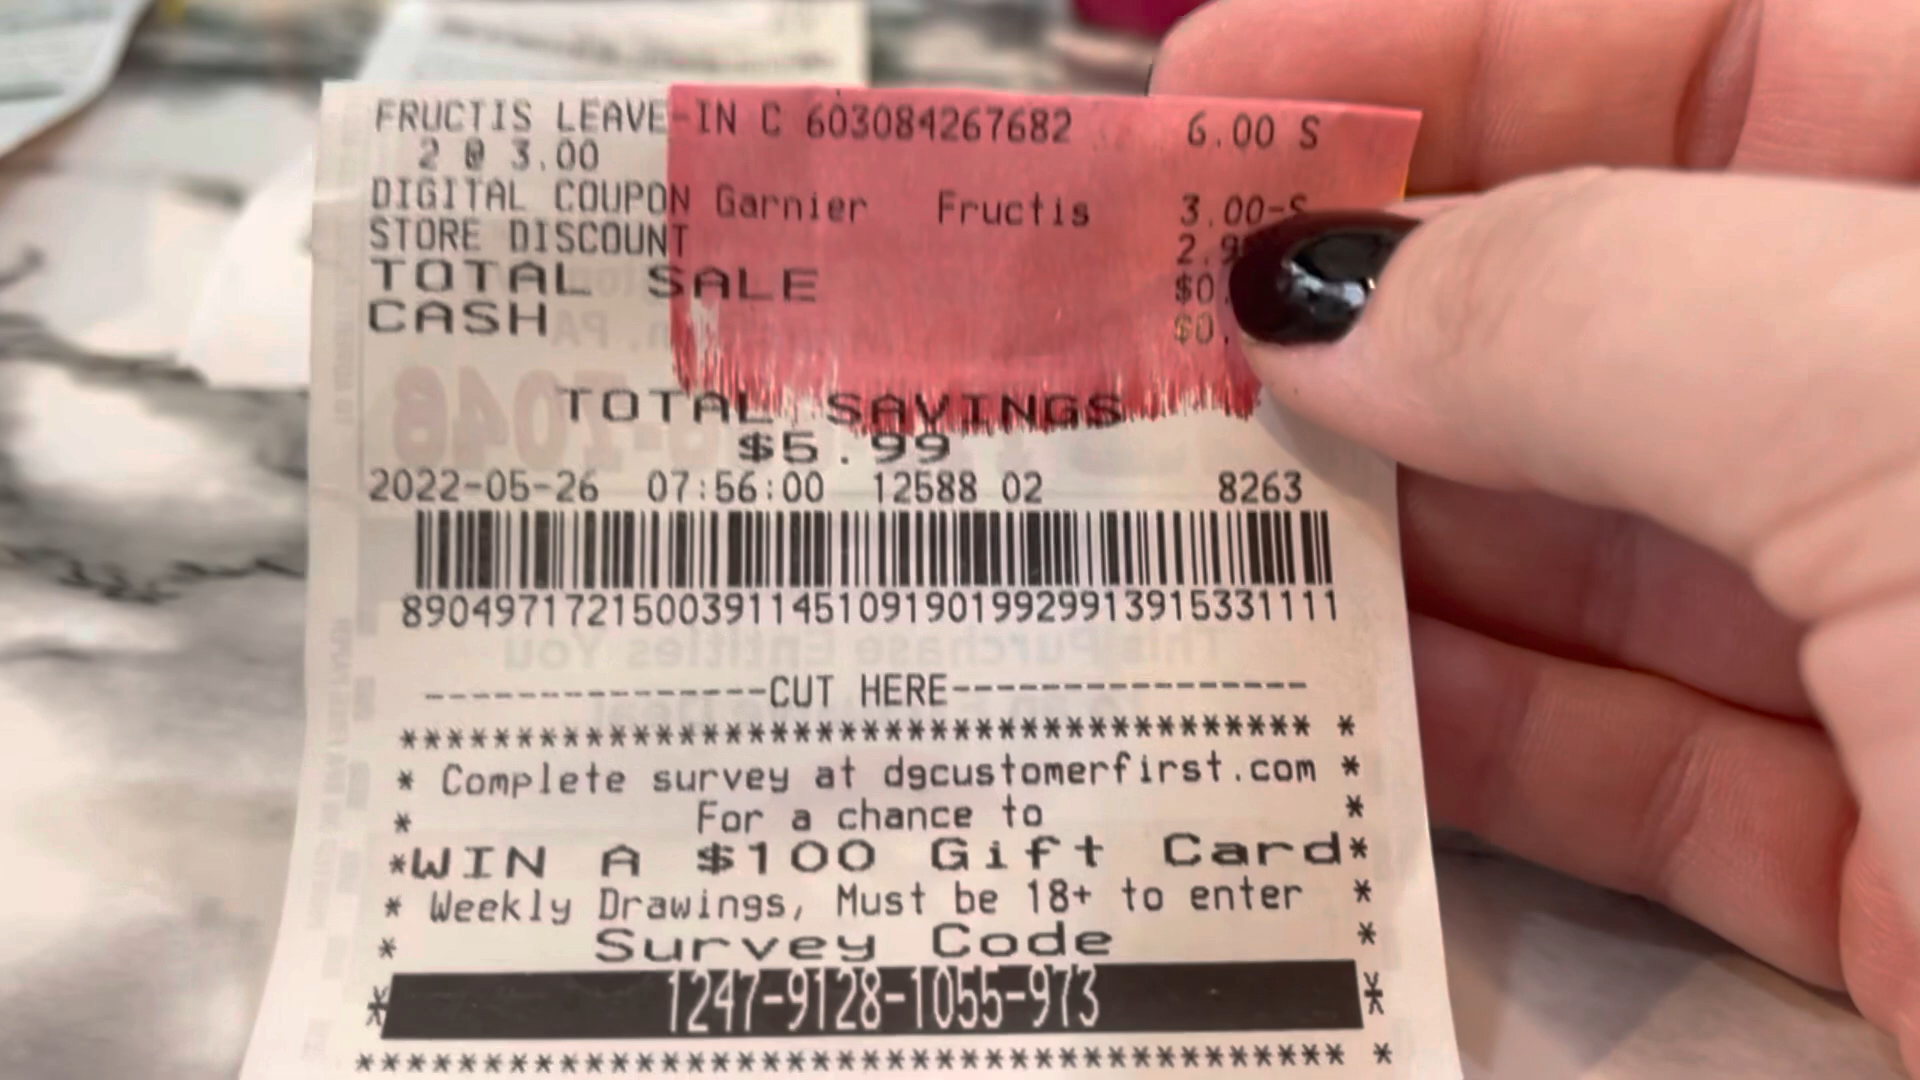 FRUCTIS LEAVE-IN C 603084267682 6.00 S
2 @ 3.00
DIGITAL COUPON Garnier Fructis 3.00-S
STORE DISCOUNT
TOTAL SALE
CASH
TOTAL SAVINGS
$5.99
2022-05-26 07:56:00 12588 02 8263
8904971721500391145109190199299139153311111
---------------CUT HERE----------------
**************************************** *
* Complete survey at dgcustomerfirst.com *
* For a chance to *
*WIN A $100 Gift Card*
* Weekly Drawings, Must be 18+ to enter *
* Survey Code *
* 1247-9128-1055-973 *
******************************************* *